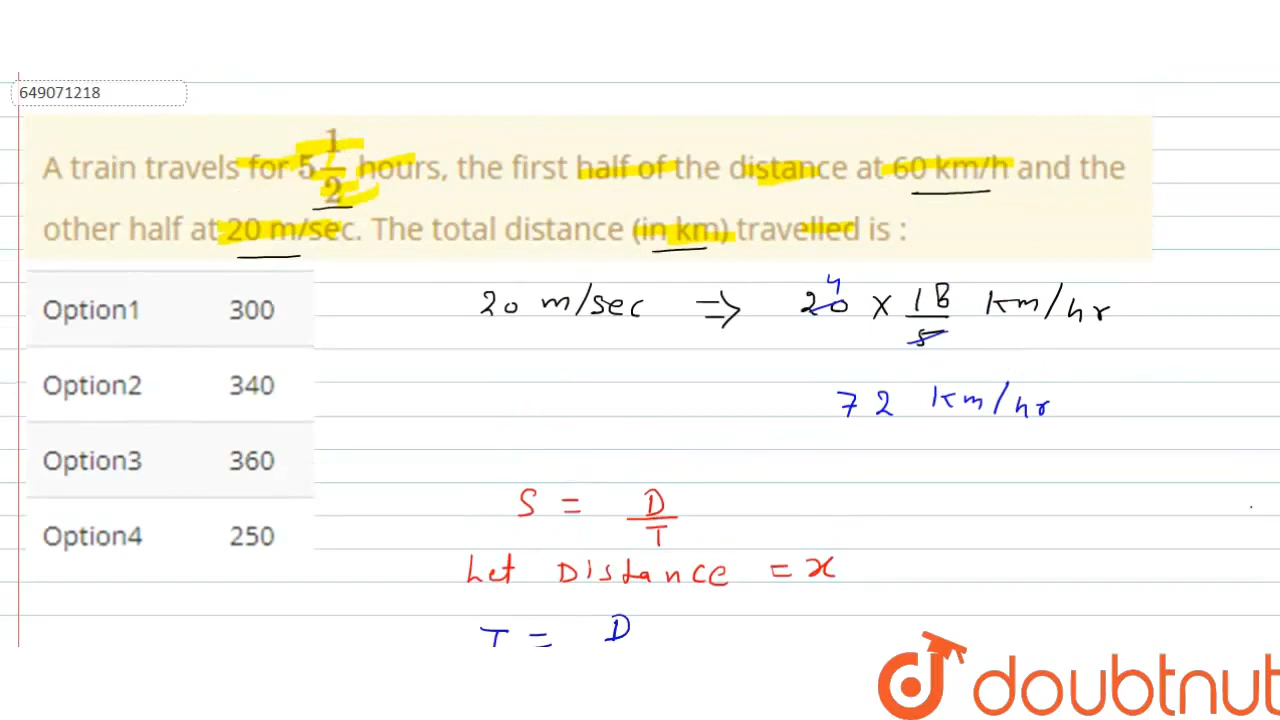 649071218
A train travels for 5 1/2 hours, the first half of the distance at 60 km/h and the
other half at 20 m/sec. The total distance (in km) travelled is :
Option1 300
20 m/sec ⇒ 20 4 × 18/5 km/hr
Option2 340
72 km/hr
Option3 360
S = D/T
Option4 250
Let Distance = x
T = D
doubtnut